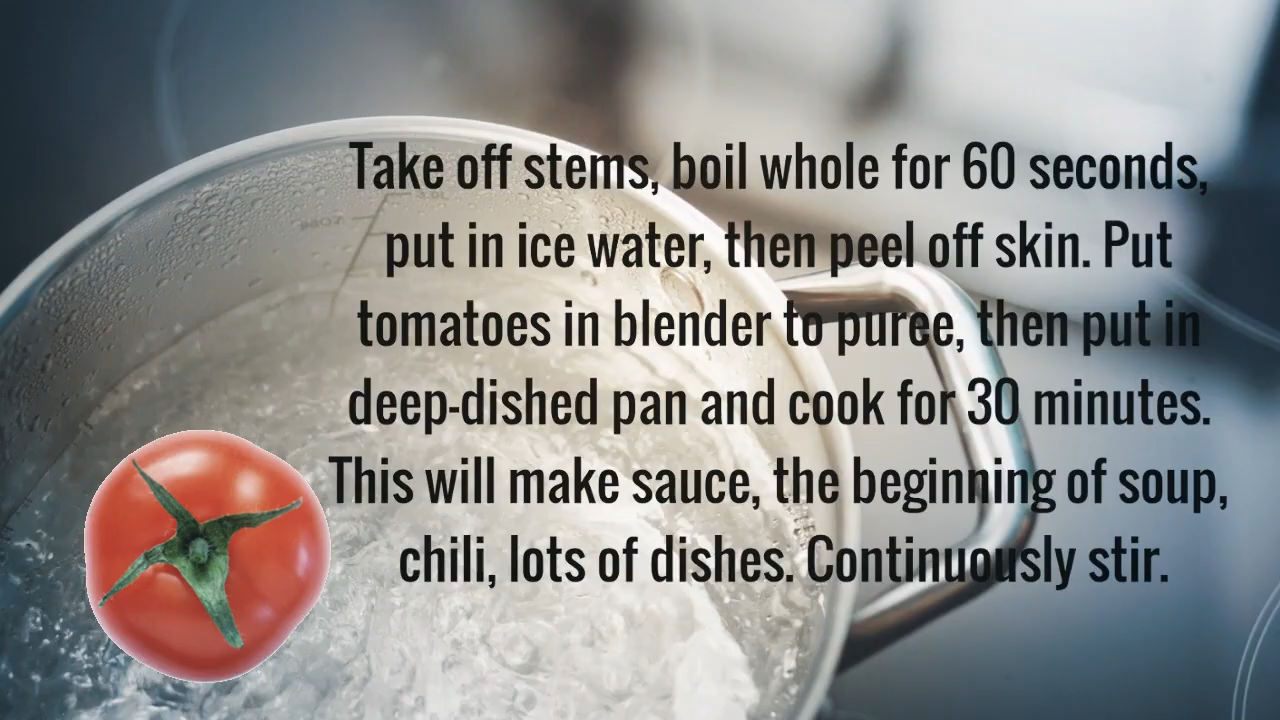 Take off stems, boil whole for 60 seconds,
put in ice water, then peel off skin. Put
tomatoes in blender to puree, then put in
deep-dished pan and cook for 30 minutes.
This will make sauce, the beginning of soup,
chili, lots of dishes. Continuously stir.